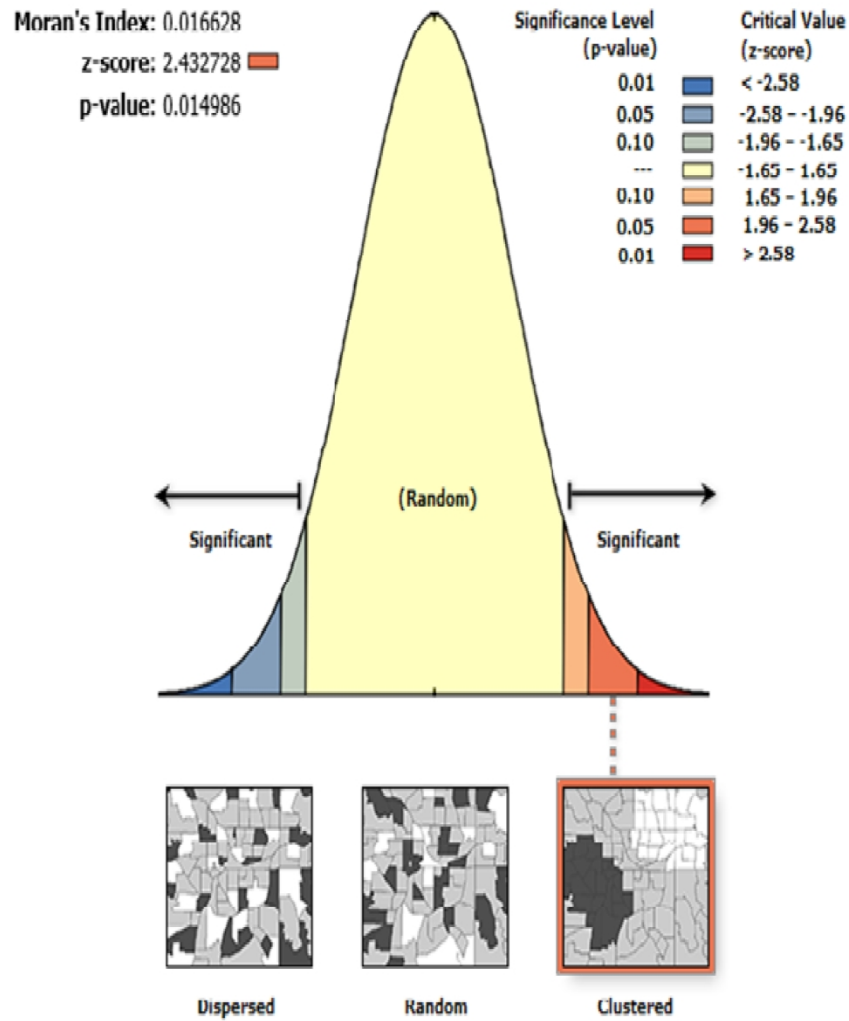 Moran's Index: 0.016628
z-score: 2.432728
p-value: 0.014986
Significance Level
(p-value)
Critical Value
(z-score)
0.01 < -2.58
0.05 -2.58 - -1.96
0.10 -1.96 - -1.65
--- -1.65 - 1.65
0.10 1.65 - 1.96
0.05 1.96 - 2.58
0.01 > 2.58
(Random)
Significant
Significant
Dispersed
Random
Clustered